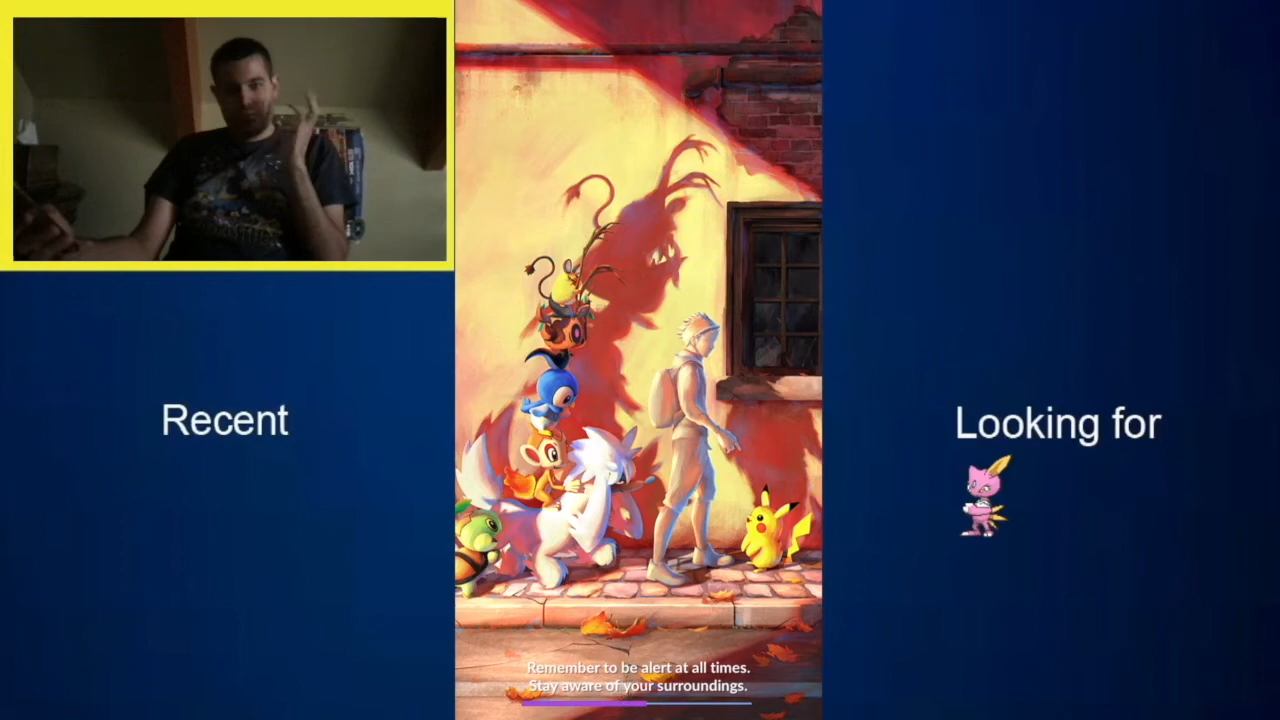 Recent
Looking for
Remember to be alert at all times.
Stay aware of your surroundings.